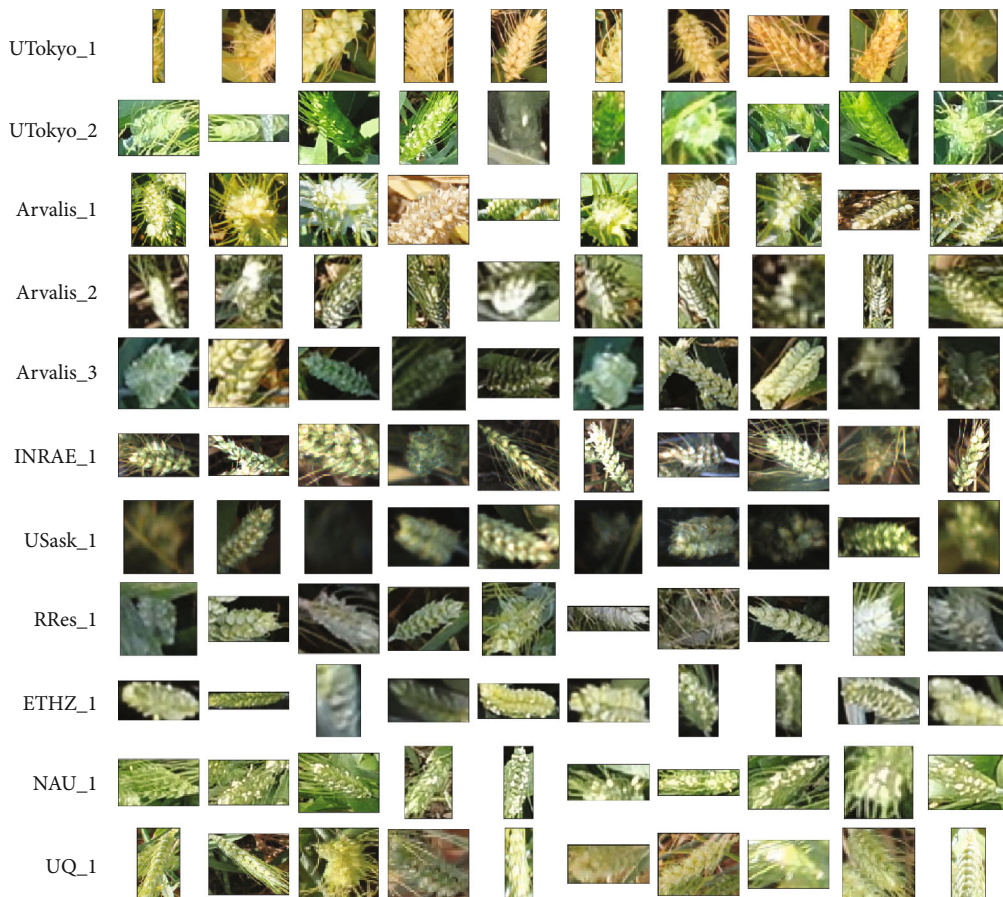 UTokyo_1
UTokyo_2
Arvalis_1
Arvalis_2
Arvalis_3
INRAE_1
USask_1
RRes_1
ETHZ_1
NAU_1
UQ_1